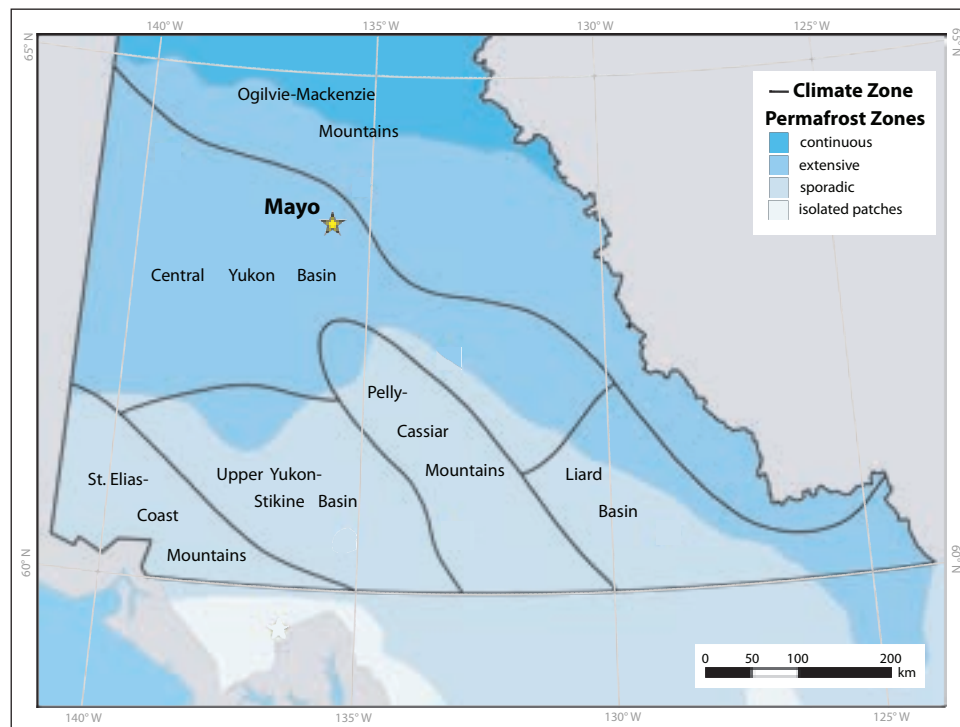 140° W
135° W
130° W
65° N
65° N
Climate Zone
Permafrost Zones
continuous
extensive
sporadic
isolated patches
Ogilvie-Mackenzie
Mountains
Mayo
Central Yukon Basin
Pelly-
Cassiar
Mountains
St. Elias-
Coast
Mountains
Upper Yukon-
Stikine Basin
Liard
Basin
60° N
60° N
0 50 100 200
km
140° W
135° W
130° W
125° W